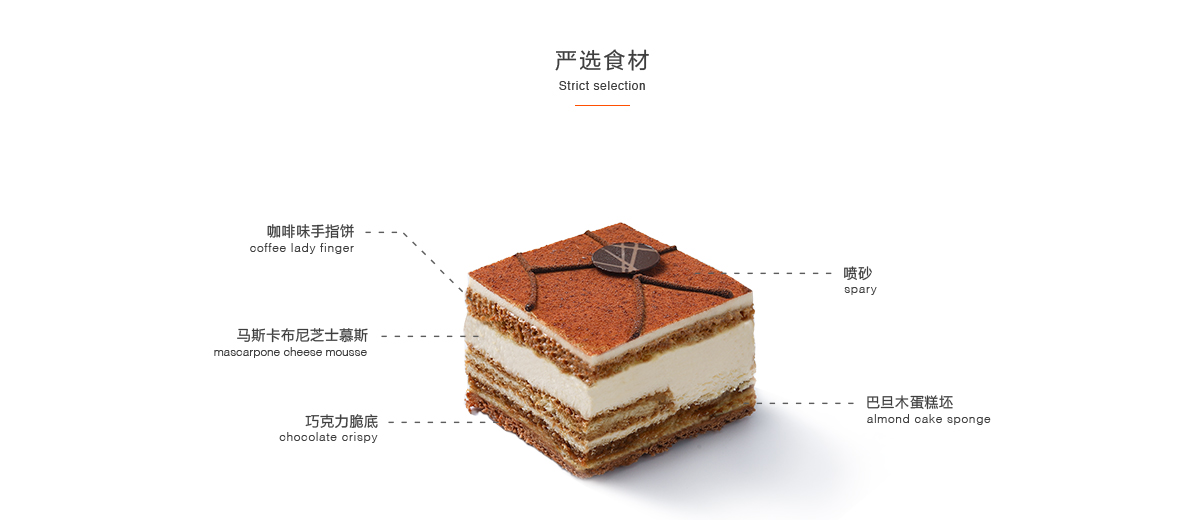 严选食材
Strict selection
咖啡味手指饼
coffee lady finger
喷砂
spary
马斯卡布尼芝士慕斯
mascarpone cheese mousse
巴旦木蛋糕坯
almond cake sponge
巧克力脆底
chocolate crispy